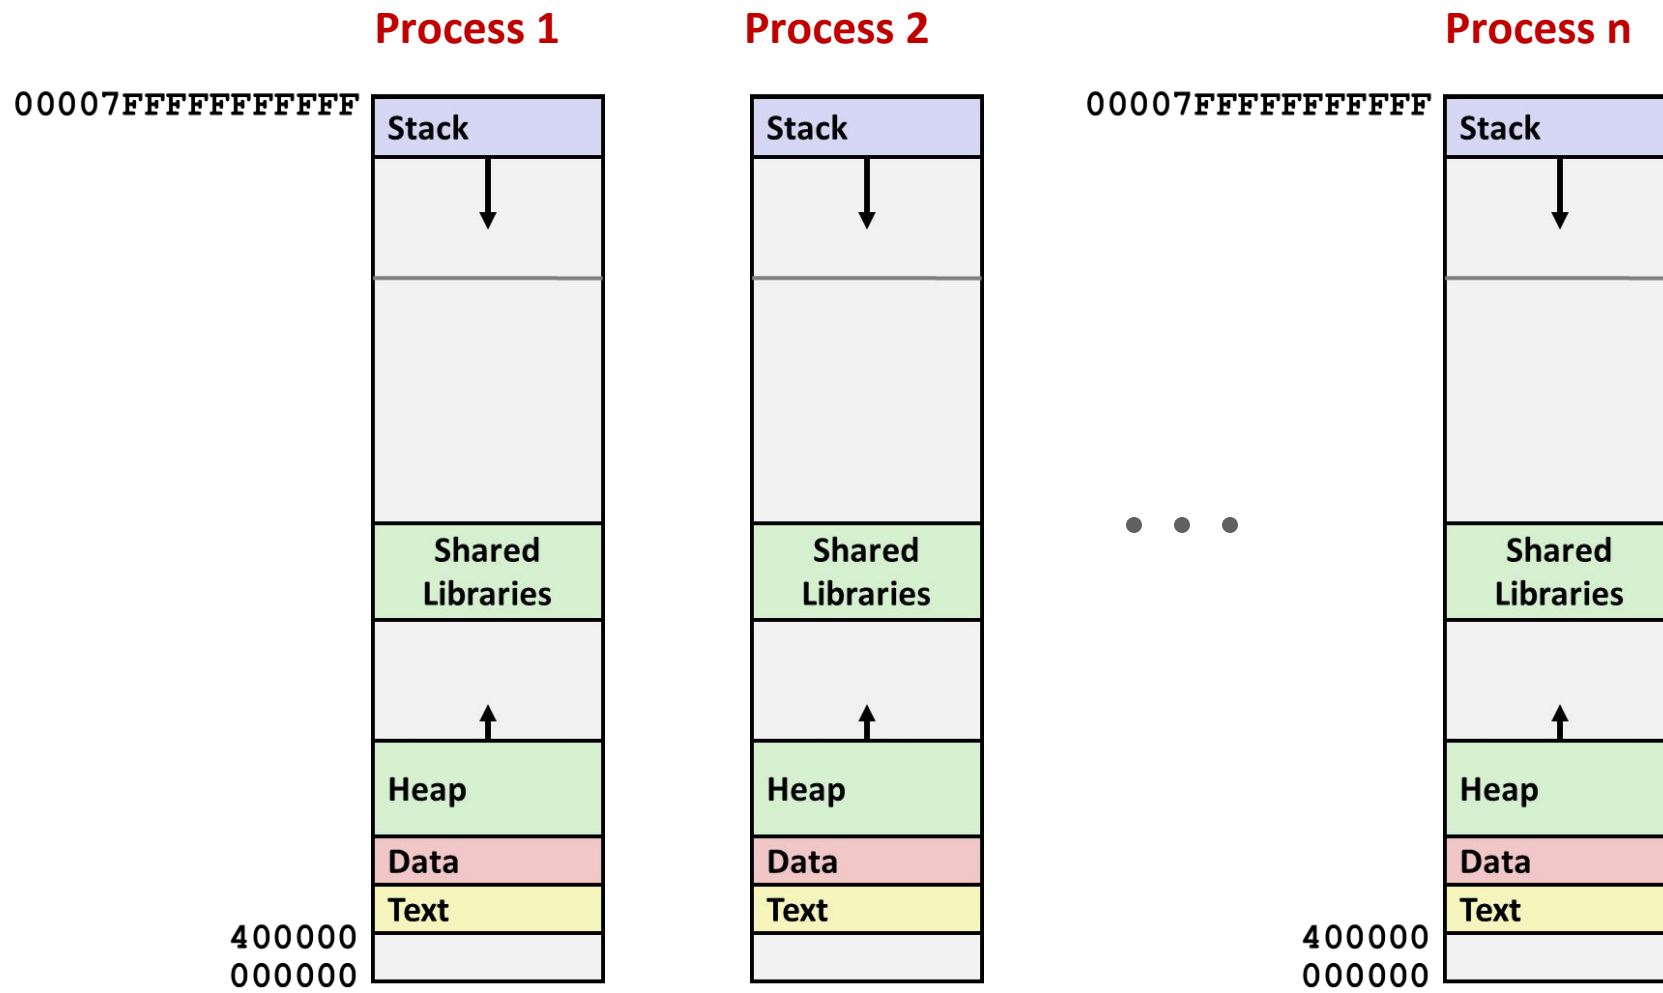 Process 1 Process 2 Process n
00007FFFFFFFFFFF Stack Stack 00007FFFFFFFFFFF Stack
Shared Shared Shared
Libraries Libraries Libraries
Heap Heap Heap
Data Data Data
Text Text Text
400000 400000
000000 000000